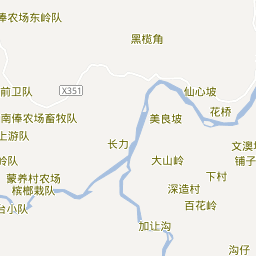 南俸农场东岭队
黑榄角
前卫队
X351
仙心坡
花桥
南俸农场畜牧队
美良坡
上游队
长力
文澳坡
铺子
岭队
大山岭
下村
蒙养村农场
槟榔栽队
深造村
百花岭
台小队
加让沟
沟仔